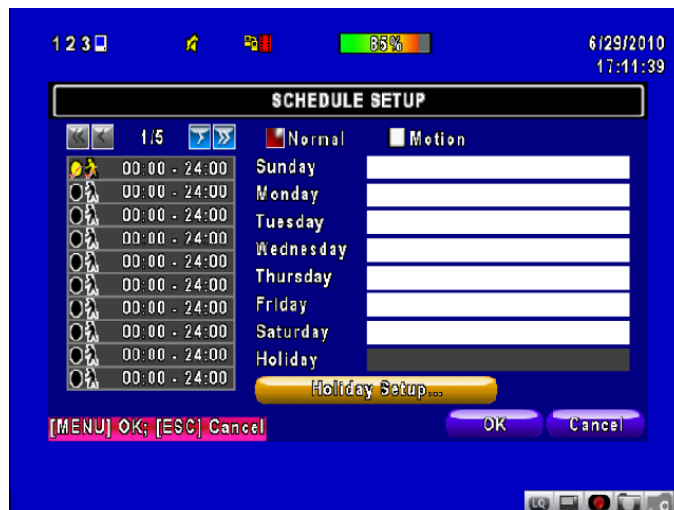 1 2 3
85%
6/29/2010
17:11:39
SCHEDULE SETUP
1/5
Normal
Motion
00:00 - 24:00
00:00 - 24:00
00:00 - 24:00
00:00 - 24:00
00:00 - 24:00
00:00 - 24:00
00:00 - 24:00
00:00 - 24:00
00:00 - 24:00
00:00 - 24:00
Sunday
Monday
Tuesday
Wednesday
Thursday
Friday
Saturday
Holiday
Holiday Setup...
[MENU] OK; [ESC] Cancel
OK
Cancel
LQ